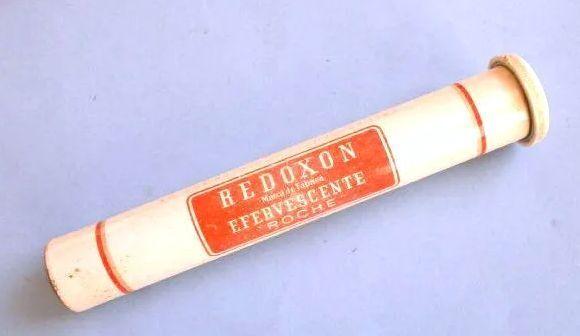 REDOXON
Marca de Fábrica
EFERVESCENTE
ROCHE